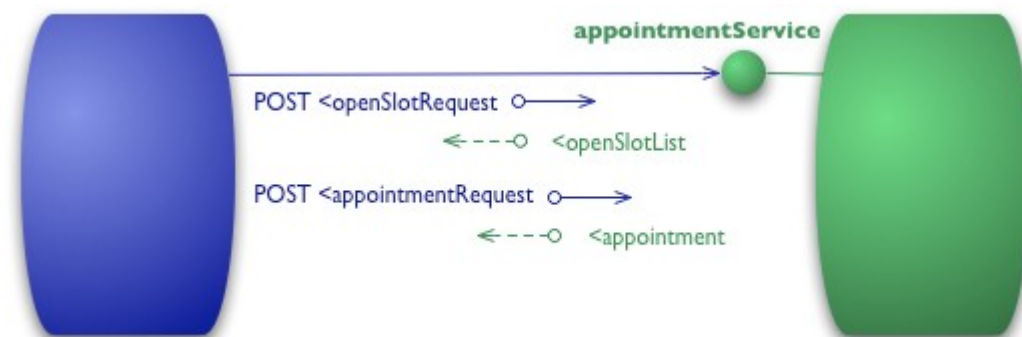 appointmentService
POST <openSlotRequest
<openSlotList
POST <appointmentRequest
<appointment